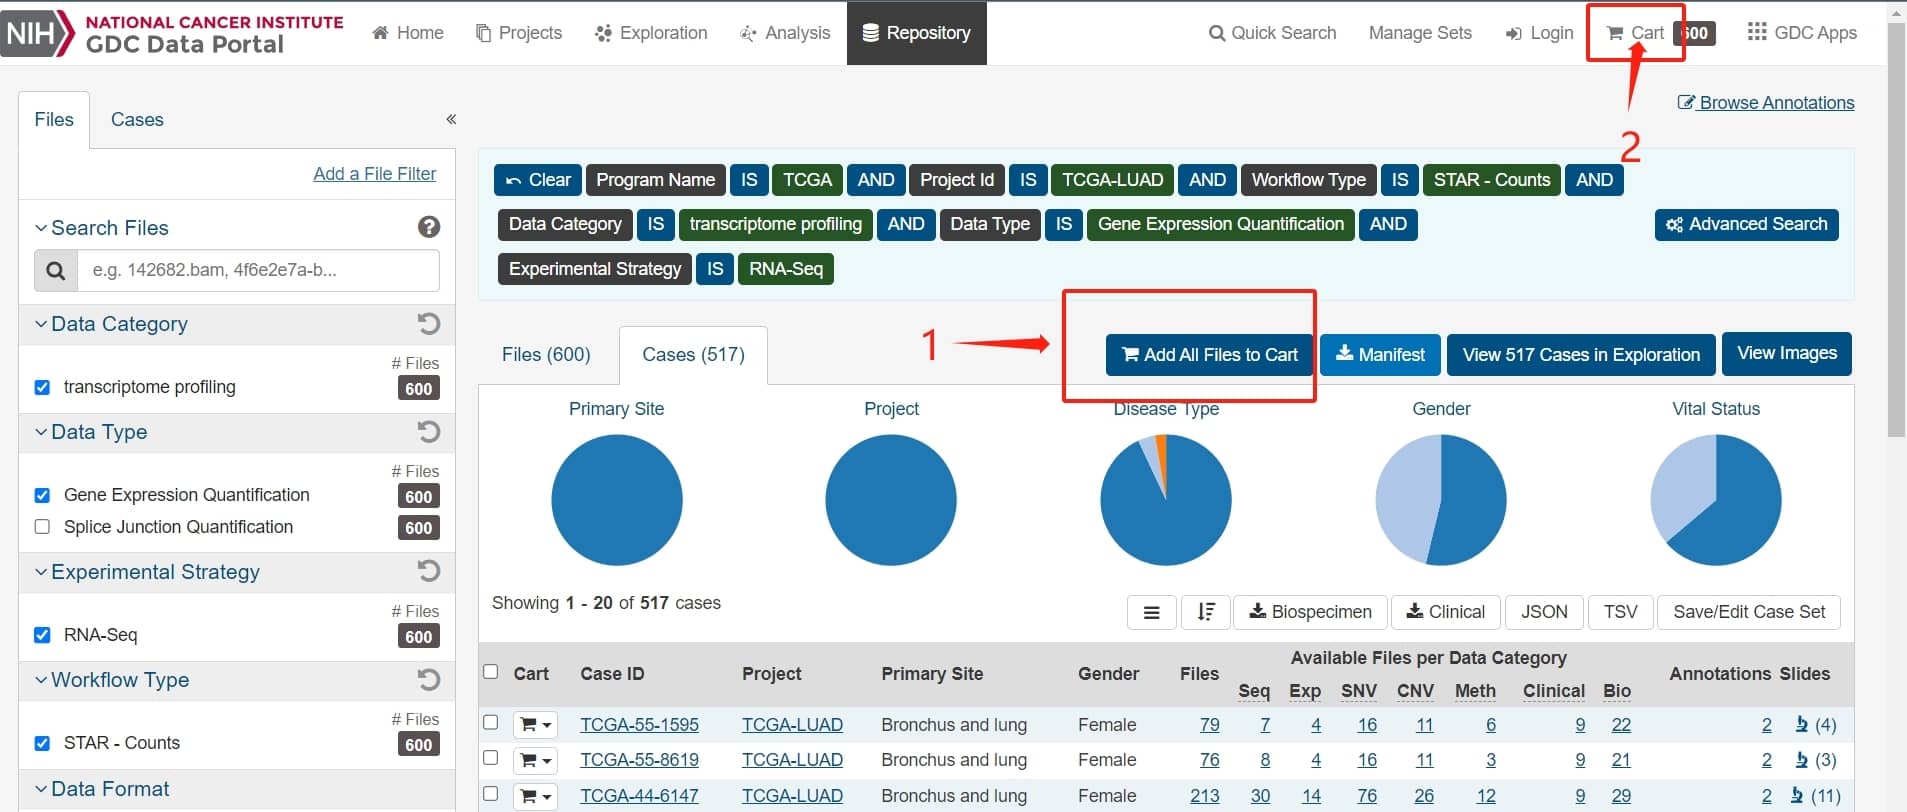 NIH NATIONAL CANCER INSTITUTE
GDC Data Portal
Home Projects Exploration Analysis Repository Quick Search Manage Sets Login Cart 600 GDC Apps
Browse Annotations
2
Files Cases «
Add a File Filter
Search Files ?
e.g. 142682.bam, 4f6e2e7a-b...
Data Category
# Files
transcriptome profiling 600
Data Type
# Files
Gene Expression Quantification 600
Splice Junction Quantification 600
Experimental Strategy
# Files
RNA-Seq 600
Workflow Type
# Files
STAR - Counts 600
Data Format
Clear Program Name IS TCGA AND Project Id IS TCGA-LUAD AND Workflow Type IS STAR - Counts AND
Data Category IS transcriptome profiling AND Data Type IS Gene Expression Quantification AND
Advanced Search
Experimental Strategy IS RNA-Seq
1
Files (600) Cases (517) Add All Files to Cart Manifest View 517 Cases in Exploration View Images
Primary Site Project Disease Type Gender Vital Status
Showing 1 - 20 of 517 cases
Biospecimen Clinical JSON TSV Save/Edit Case Set
Cart Case ID Project Primary Site Gender Files Available Files per Data Category Annotations Slides
Seq Exp SNV CNV Meth Clinical Bio
TCGA-55-1595 TCGA-LUAD Bronchus and lung Female 79 7 4 16 11 6 9 22 2 (4)
TCGA-55-8619 TCGA-LUAD Bronchus and lung Female 76 8 4 16 11 3 9 21 2 (3)
TCGA-44-6147 TCGA-LUAD Bronchus and lung Female 213 30 14 76 26 12 9 29 2 (11)